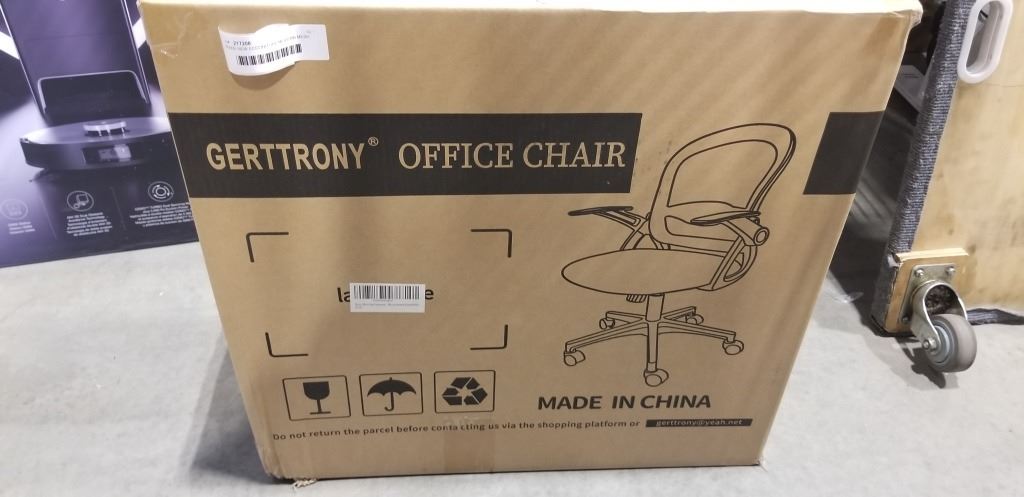 217208
GERTTRONY® OFFICE CHAIR
MADE IN CHINA
Do not return the parcel before contacting us via the shopping platform or gerttrony@yeah.net